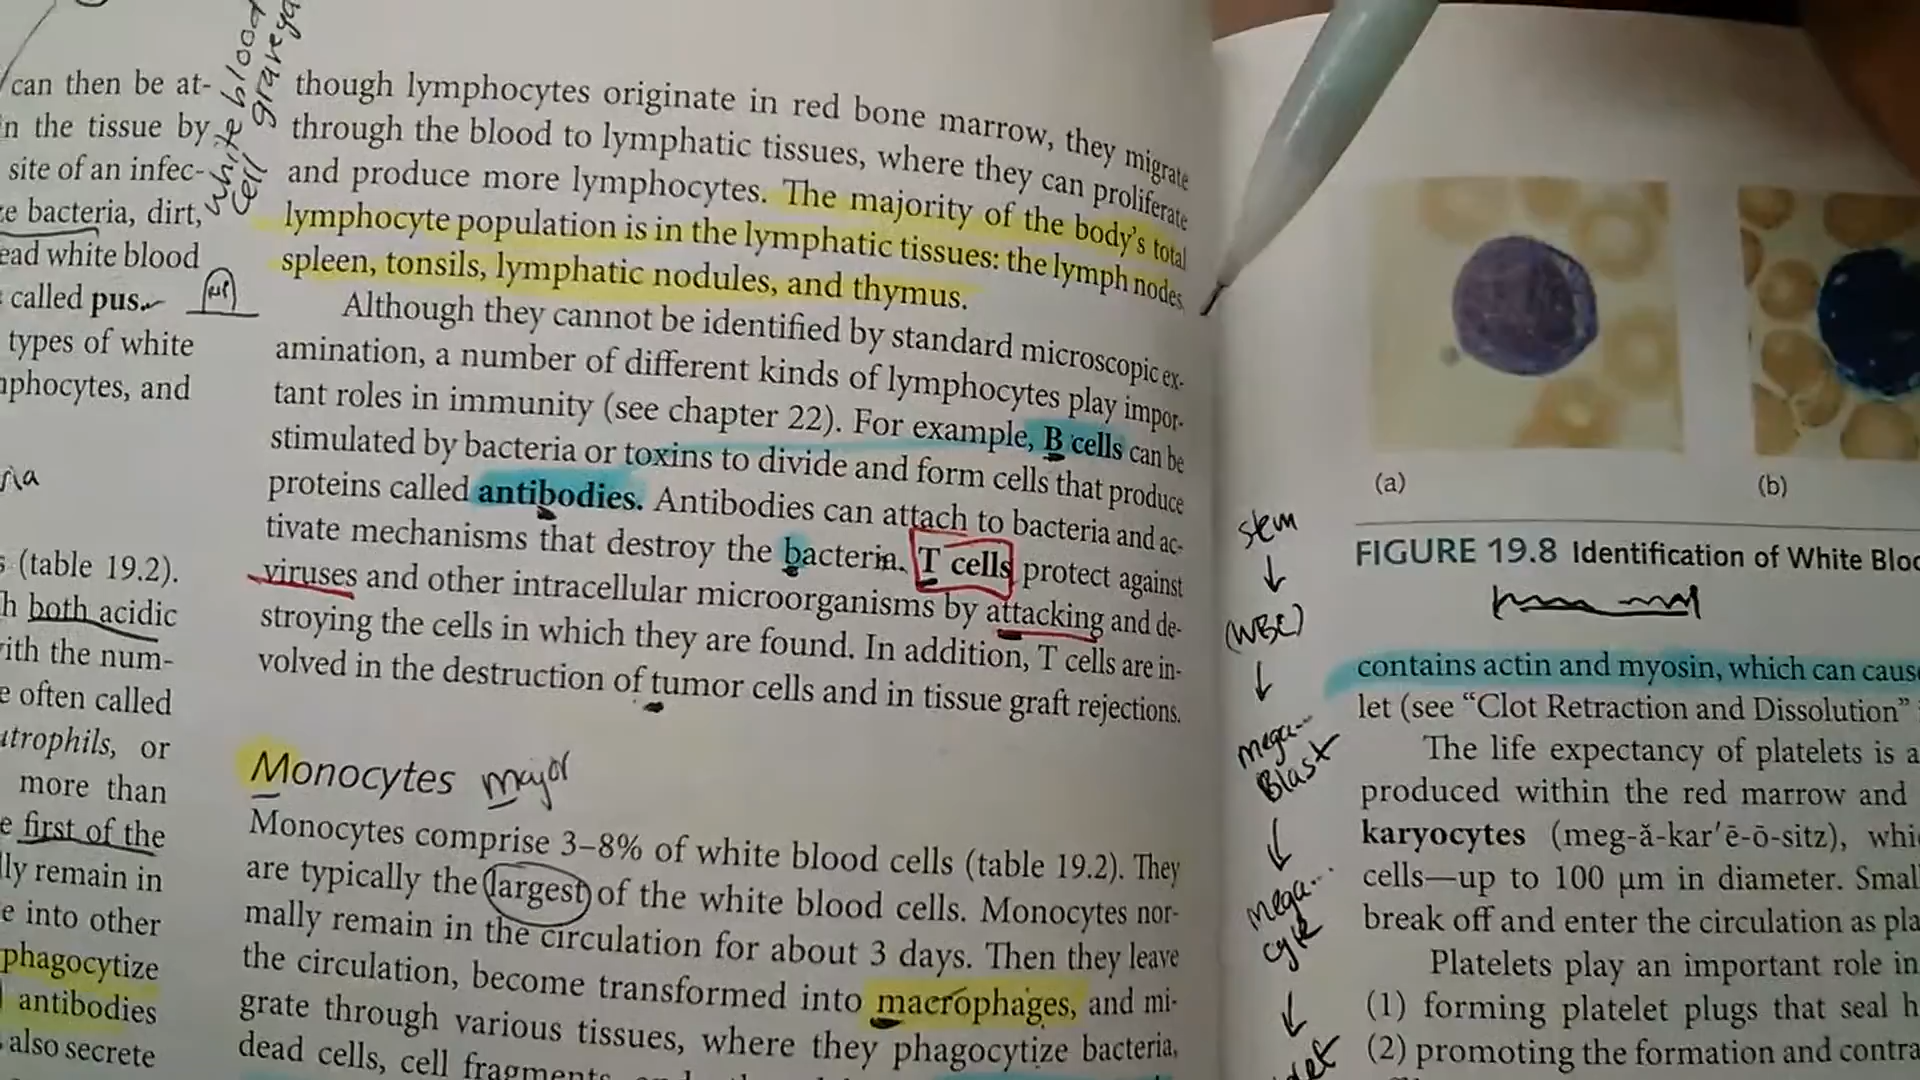 can then be at-
n the tissue by
site of an infec-
e bacteria, dirt,
ead white blood
called pus.
RIP
types of white
phocytes, and
(table 19.2).
h both acidic
with the num-
e often called
utrophils, or
more than
e first of the
lly remain in
e into other
phagocytize
antibodies
also secrete
white blood
cell
though lymphocytes originate in red bone marrow, they migrate
through the blood to lymphatic tissues, where they can proliferate
and produce more lymphocytes. The majority of the body's total
lymphocyte population is in the lymphatic tissues: the lymph nodes,
spleen, tonsils, lymphatic nodules, and thymus.
Although they cannot be identified by standard microscopic ex-
amination, a number of different kinds of lymphocytes play impor-
tant roles in immunity (see chapter 22). For example, B cells can be
stimulated by bacteria or toxins to divide and form cells that produce
proteins called antibodies. Antibodies can attach to bacteria and ac-
tivate mechanisms that destroy the bacteria. T cells protect against
viruses and other intracellular microorganisms by attacking and de-
stroying the cells in which they are found. In addition, T cells are in-
volved in the destruction of tumor cells and in tissue graft rejections.
Monocytes major
Monocytes comprise 3–8% of white blood cells (table 19.2). They
are typically the largest of the white blood cells. Monocytes nor-
mally remain in the circulation for about 3 days. Then they leave
the circulation, become transformed into macrophages, and mi-
grate through various tissues, where they phagocytize bacteria,
dead cells, cell fragments,
stem
(WBC)
mega---
Blast
mega---
cyte
(a)
(b)
FIGURE 19.8 Identification of White Bloo
contains actin and myosin, which can cause
let (see “Clot Retraction and Dissolution”
The life expectancy of platelets is a
produced within the red marrow and
karyocytes (meg-ă-kar′ē-ō-sitz), whi
cells—up to 100 μm in diameter. Small
break off and enter the circulation as pla
Platelets play an important role in
(1) forming platelet plugs that seal h
(2) promoting the formation and contra